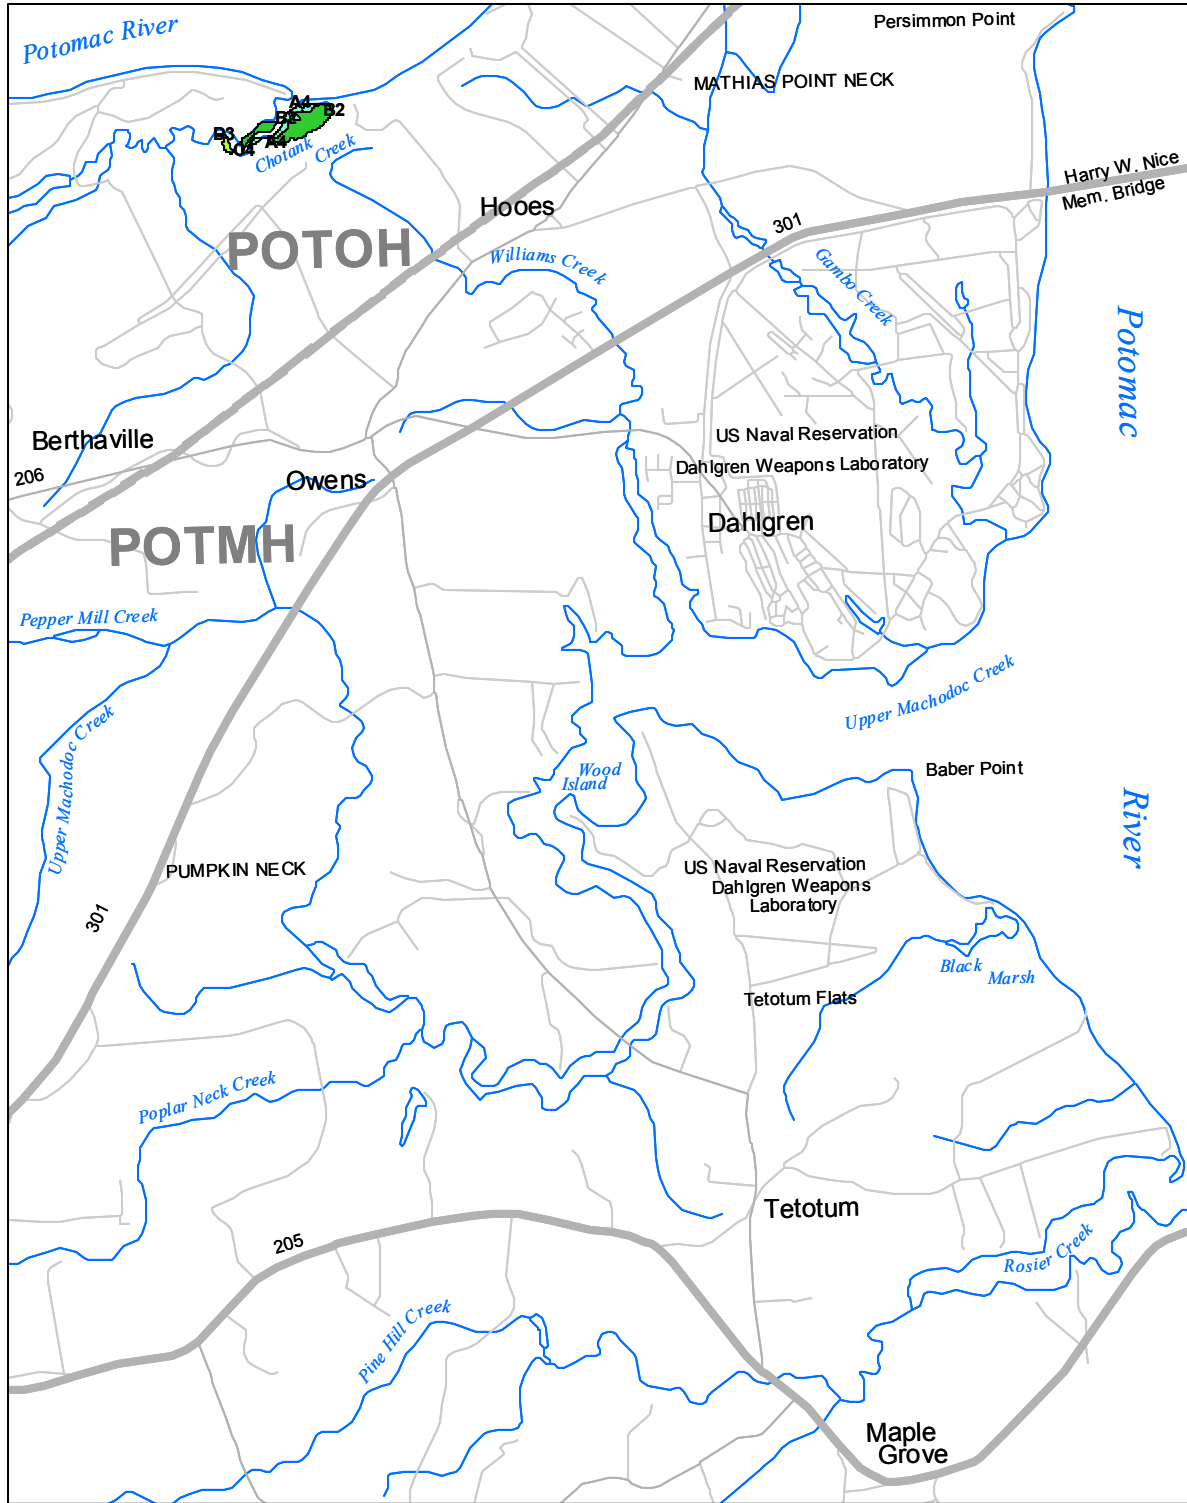 Potomac River
Persimmon Point
MATHIAS POINT NECK
A4
B2
B2
B3
C4
A4
Chotank
Creek
Harry W. Nice
Mem. Bridge
Hooes
301
POTOH
Williams Creek
Gambo Creek
Potomac
Berthaville
US Naval Reservation
Dahlgren Weapons Laboratory
206
Owens
Dahlgren
POTMH
Pepper Mill Creek
Upper Machodoc Creek
Upper Machodoc Creek
Wood
Island
Baber Point
River
PUMPKIN NECK
US Naval Reservation
Dahlgren Weapons
Laboratory
301
Black
Marsh
Tetotum Flats
Poplar Neck Creek
Tetotum
205
Rosier Creek
Pine Hill Creek
Maple
Grove